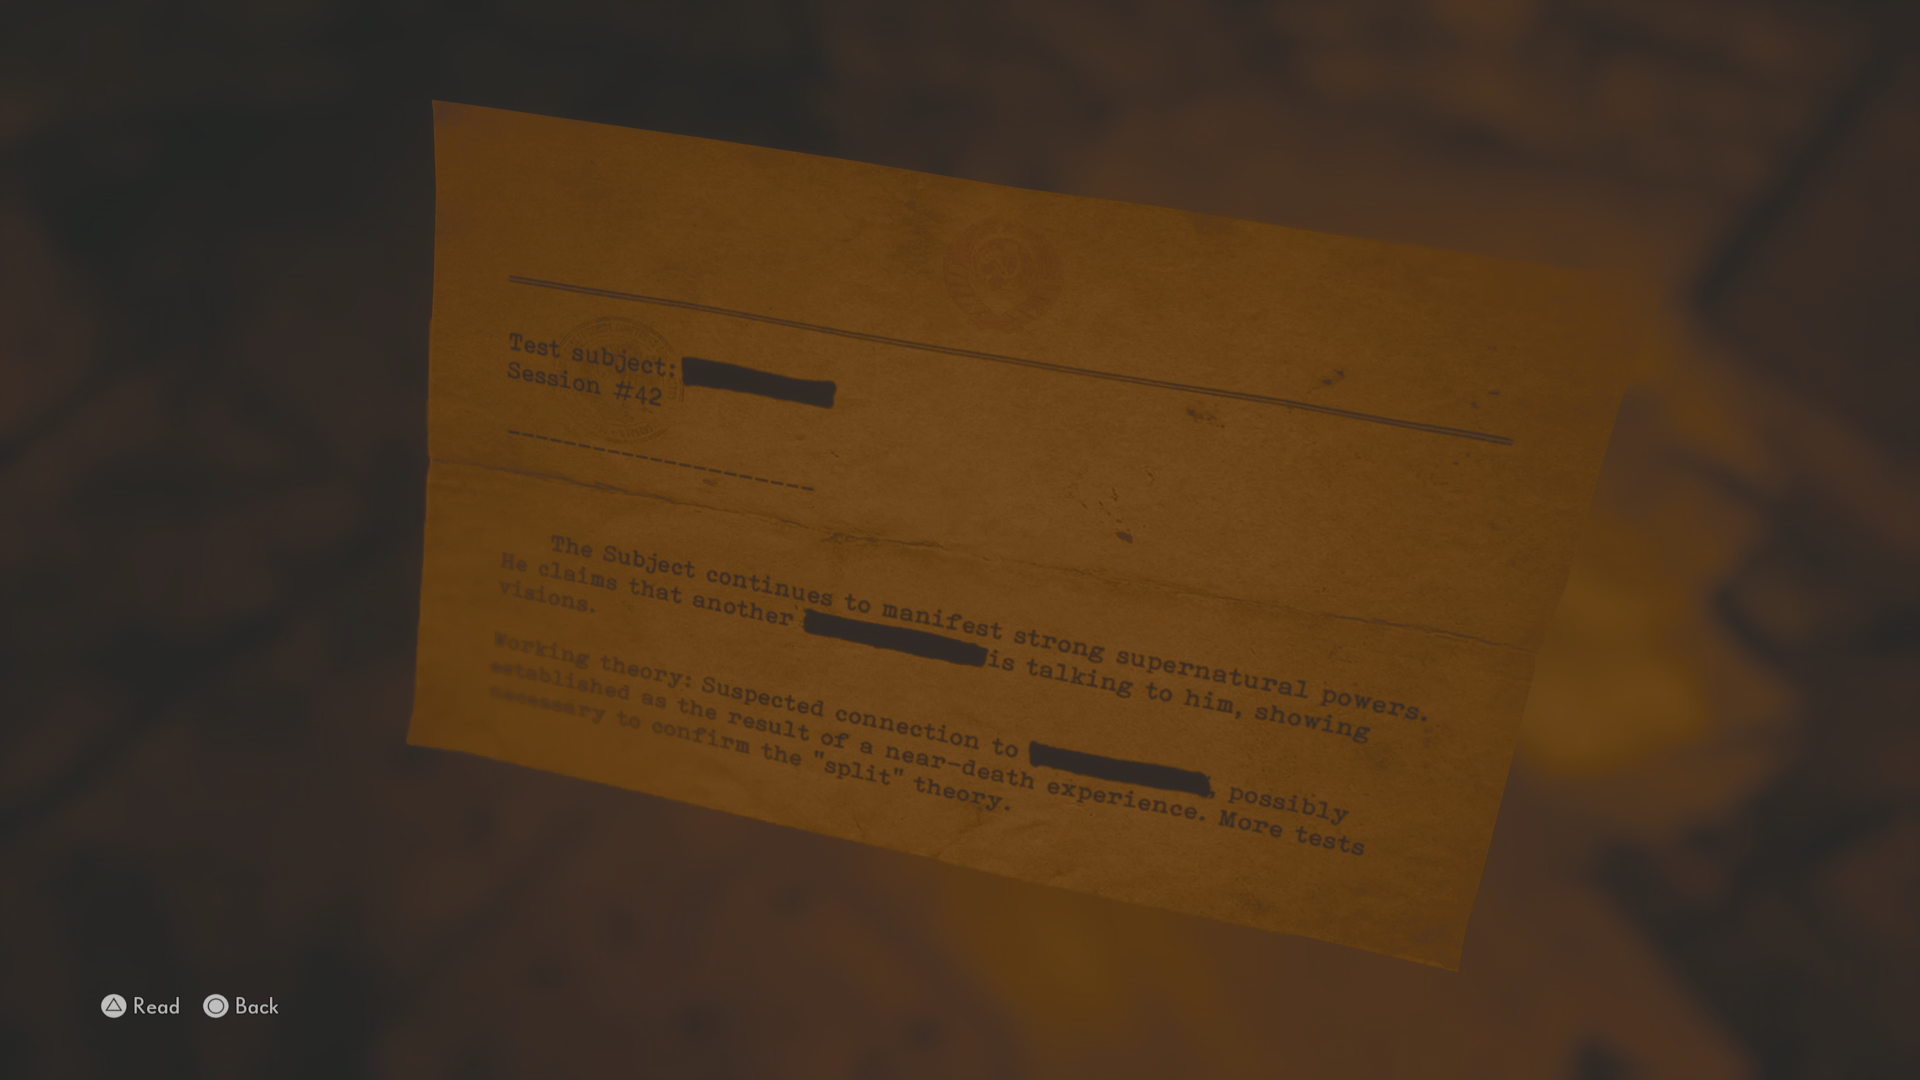 Test subject:
Session #42
The Subject continues to manifest strong supernatural powers.
He claims that another is talking to him, showing
visions.
Working theory: Suspected connection to , possibly
established as the result of a near-death experience. More tests
necessary to confirm the "split" theory.
Read Back